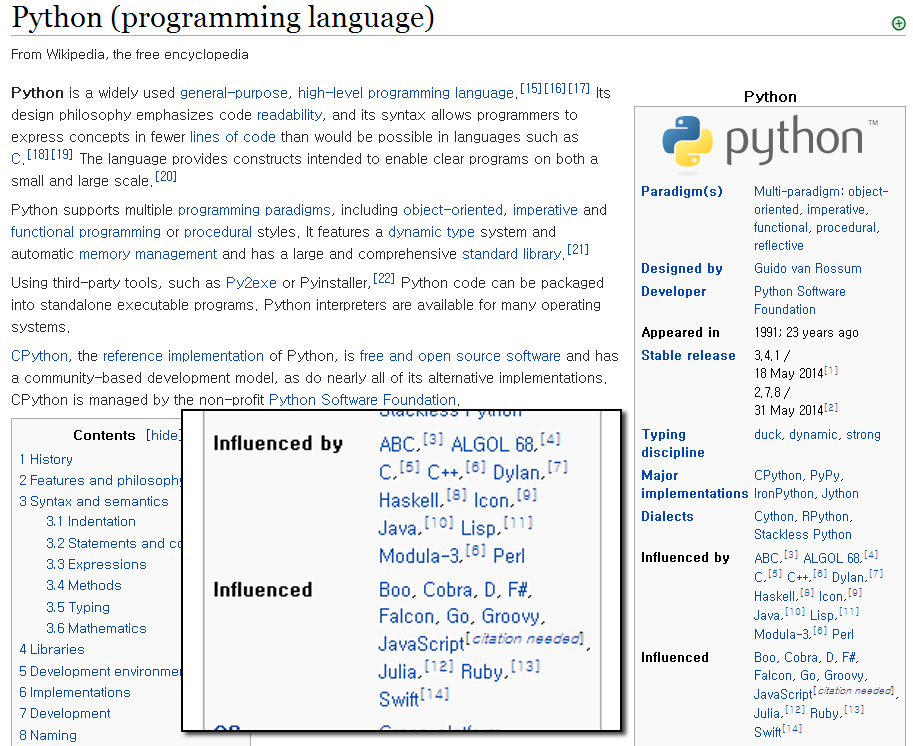 Python (programming language)
From Wikipedia, the free encyclopedia
Python is a widely used general-purpose, high-level programming language.[15][16][17] Its
design philosophy emphasizes code readability, and its syntax allows programmers to
express concepts in fewer lines of code than would be possible in languages such as
C.[18][19] The language provides constructs intended to enable clear programs on both a
small and large scale.[20]
Python supports multiple programming paradigms, including object-oriented, imperative and
functional programming or procedural styles. It features a dynamic type system and
automatic memory management and has a large and comprehensive standard library.[21]
Using third-party tools, such as Py2exe or Pyinstaller,[22] Python code can be packaged
into standalone executable programs. Python interpreters are available for many operating
systems.
CPython, the reference implementation of Python, is free and open source software and has
a community-based development model, as do nearly all of its alternative implementations.
CPython is managed by the non-profit Python Software Foundation.
Contents [hide]
1 History
2 Features and philosophy
3 Syntax and semantics
3.1 Indentation
3.2 Statements and co
3.3 Expressions
3.4 Methods
3.5 Typing
3.6 Mathematics
4 Libraries
5 Development environmen
6 Implementations
7 Development
8 Naming
Stackless Python
Influenced by ABC,[3] ALGOL 68,[4]
C,[5] C++,[6] Dylan,[7]
Haskell,[8] Icon,[9]
Java,[10] Lisp,[11]
Modula-3,[6] Perl
Influenced Boo, Cobra, D, F#,
Falcon, Go, Groovy,
JavaScript[citation needed],
Julia,[12] Ruby,[13]
Swift[14]
OS Cross-platform
Python
python™
Paradigm(s) Multi-paradigm: object-
oriented, imperative,
functional, procedural,
reflective
Designed by Guido van Rossum
Developer Python Software
Foundation
Appeared in 1991; 23 years ago
Stable release 3.4.1 /
18 May 2014[1]
2.7.8 /
31 May 2014[2]
Typing duck, dynamic, strong
discipline
Major CPython, PyPy,
implementations IronPython, Jython
Dialects Cython, RPython,
Stackless Python
Influenced by ABC,[3] ALGOL 68,[4]
C,[5] C++,[6] Dylan,[7]
Haskell,[8] Icon,[9]
Java,[10] Lisp,[11]
Modula-3,[6] Perl
Influenced Boo, Cobra, D, F#,
Falcon, Go, Groovy,
JavaScript[citation needed],
Julia,[12] Ruby,[13]
Swift[14]